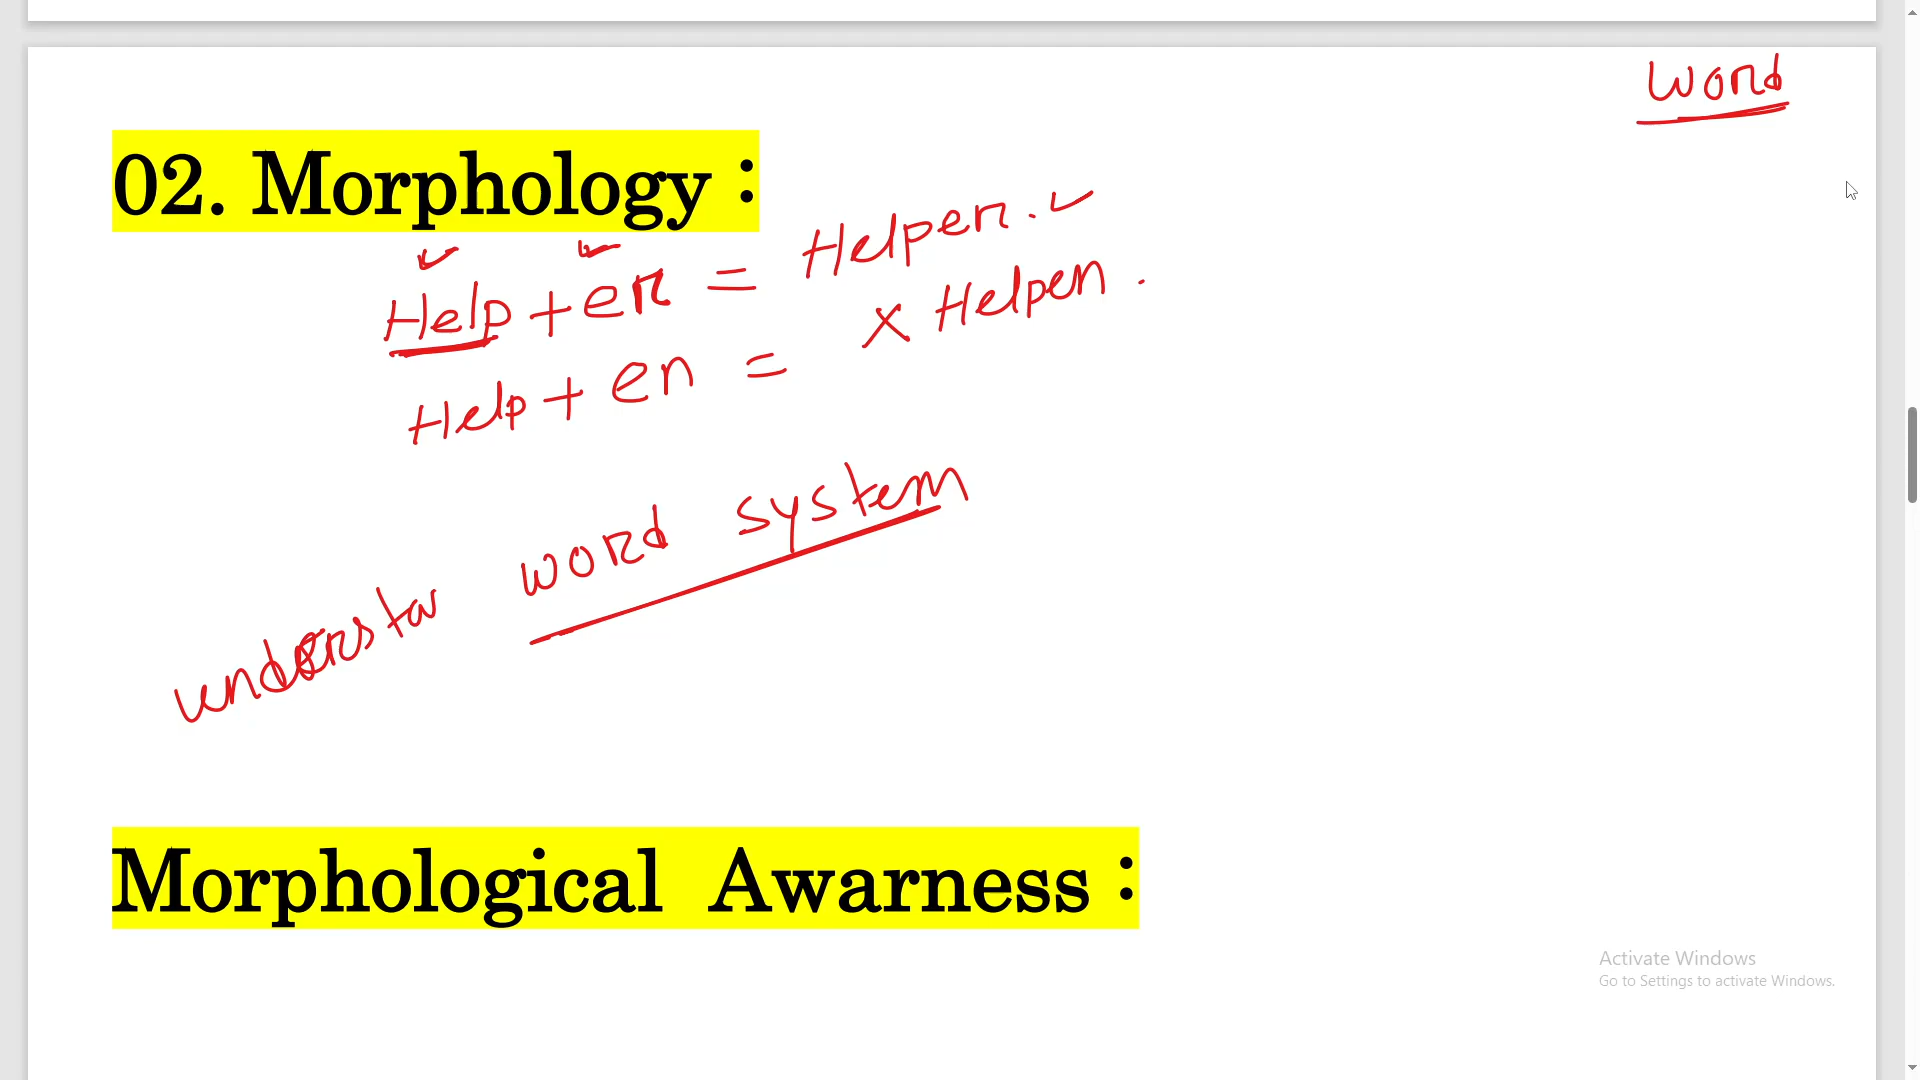 Word
02. Morphology :
Help + er = Helper.
Help + en = x Helpen.
understa word system
Morphological Awarness :
Activate Windows
Go to Settings to activate Windows.